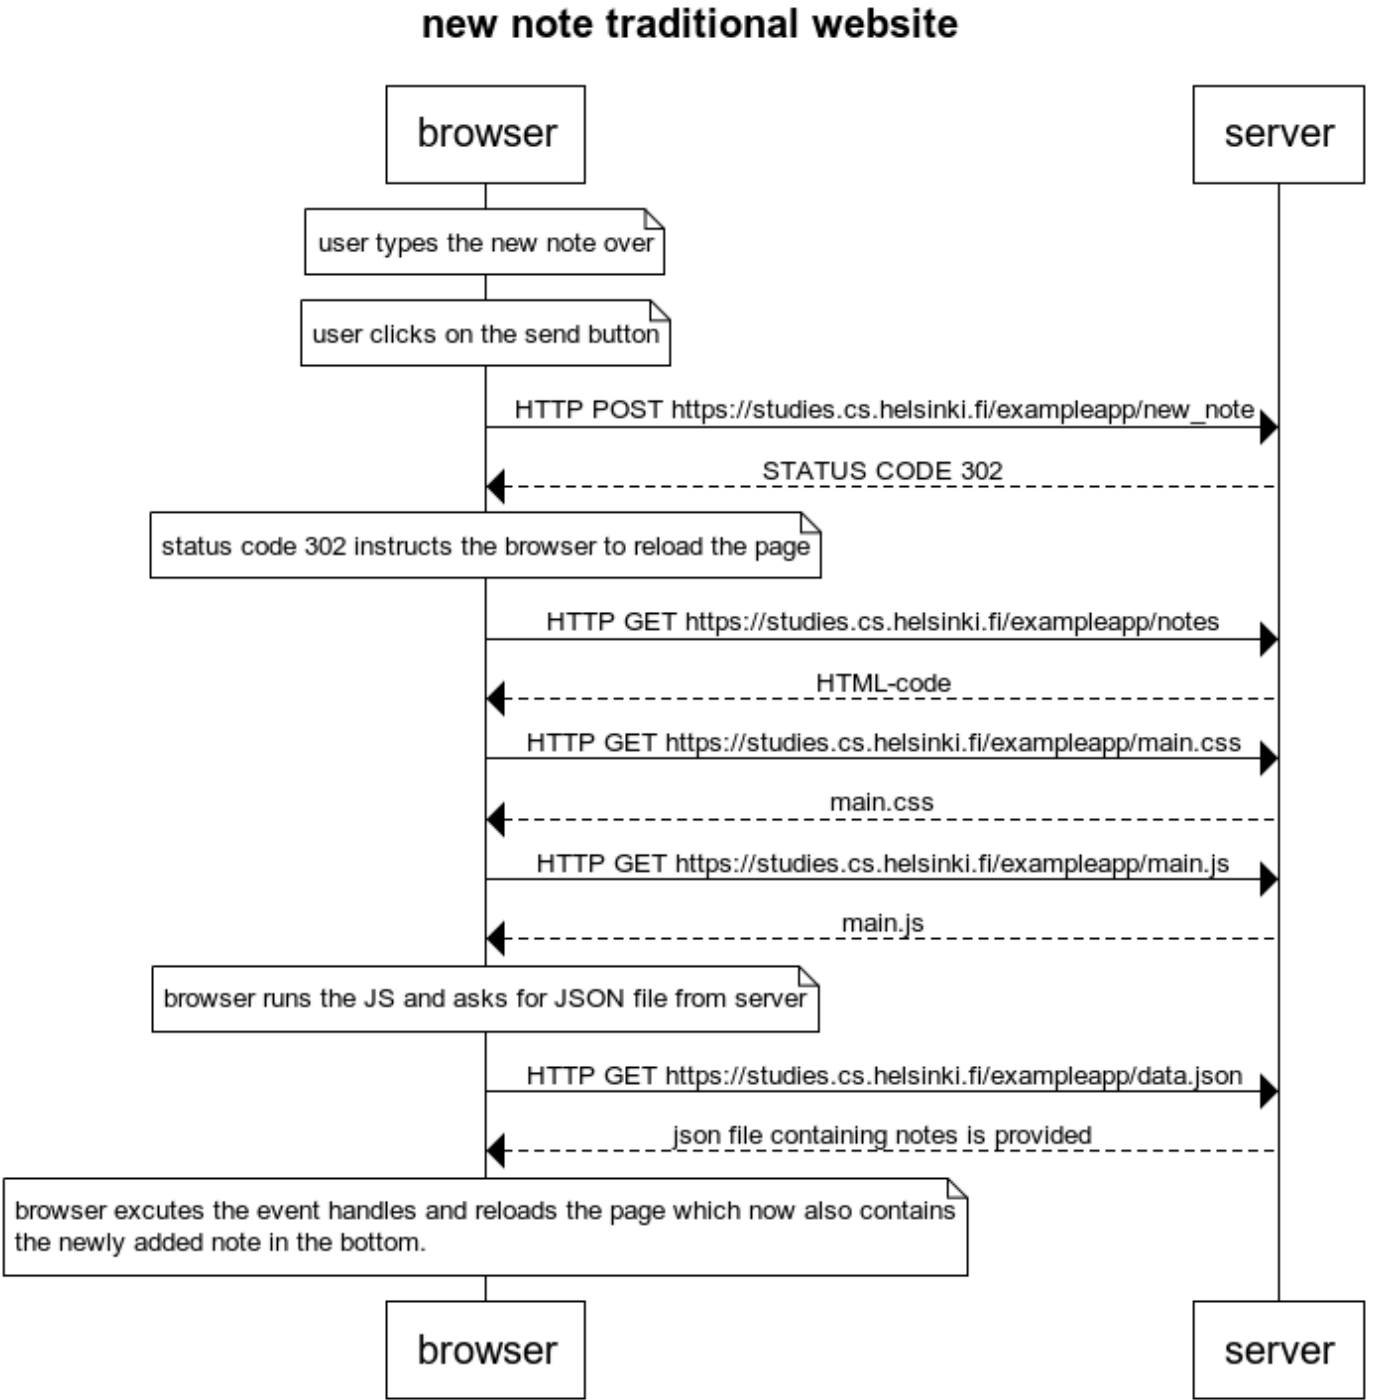 new note traditional website
browser
server
user types the new note over
user clicks on the send button
HTTP POST https://studies.cs.helsinki.fi/exampleapp/new_note
STATUS CODE 302
status code 302 instructs the browser to reload the page
HTTP GET https://studies.cs.helsinki.fi/exampleapp/notes
HTML-code
HTTP GET https://studies.cs.helsinki.fi/exampleapp/main.css
main.css
HTTP GET https://studies.cs.helsinki.fi/exampleapp/main.js
main.js
browser runs the JS and asks for JSON file from server
HTTP GET https://studies.cs.helsinki.fi/exampleapp/data.json
json file containing notes is provided
browser excutes the event handles and reloads the page which now also contains
the newly added note in the bottom.
browser
server